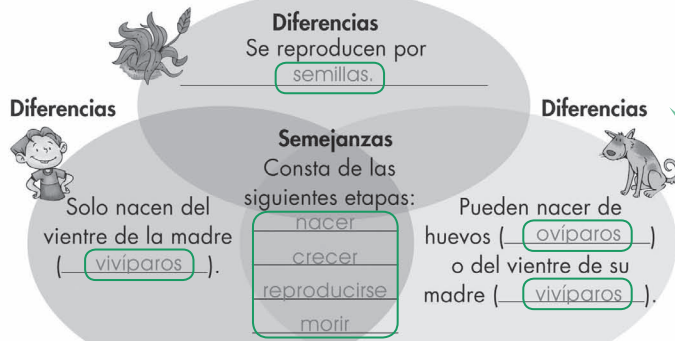 Diferencias
Se reproducen por
semillas.
Diferencias
Solo nacen del
vientre de la madre
(vivíparos).
Semejanzas
Consta de las
siguientes etapas:
nacer
crecer
reproducirse
morir
Diferencias
Pueden nacer de
huevos (ovíparos)
o del vientre de su
madre (vivíparos).